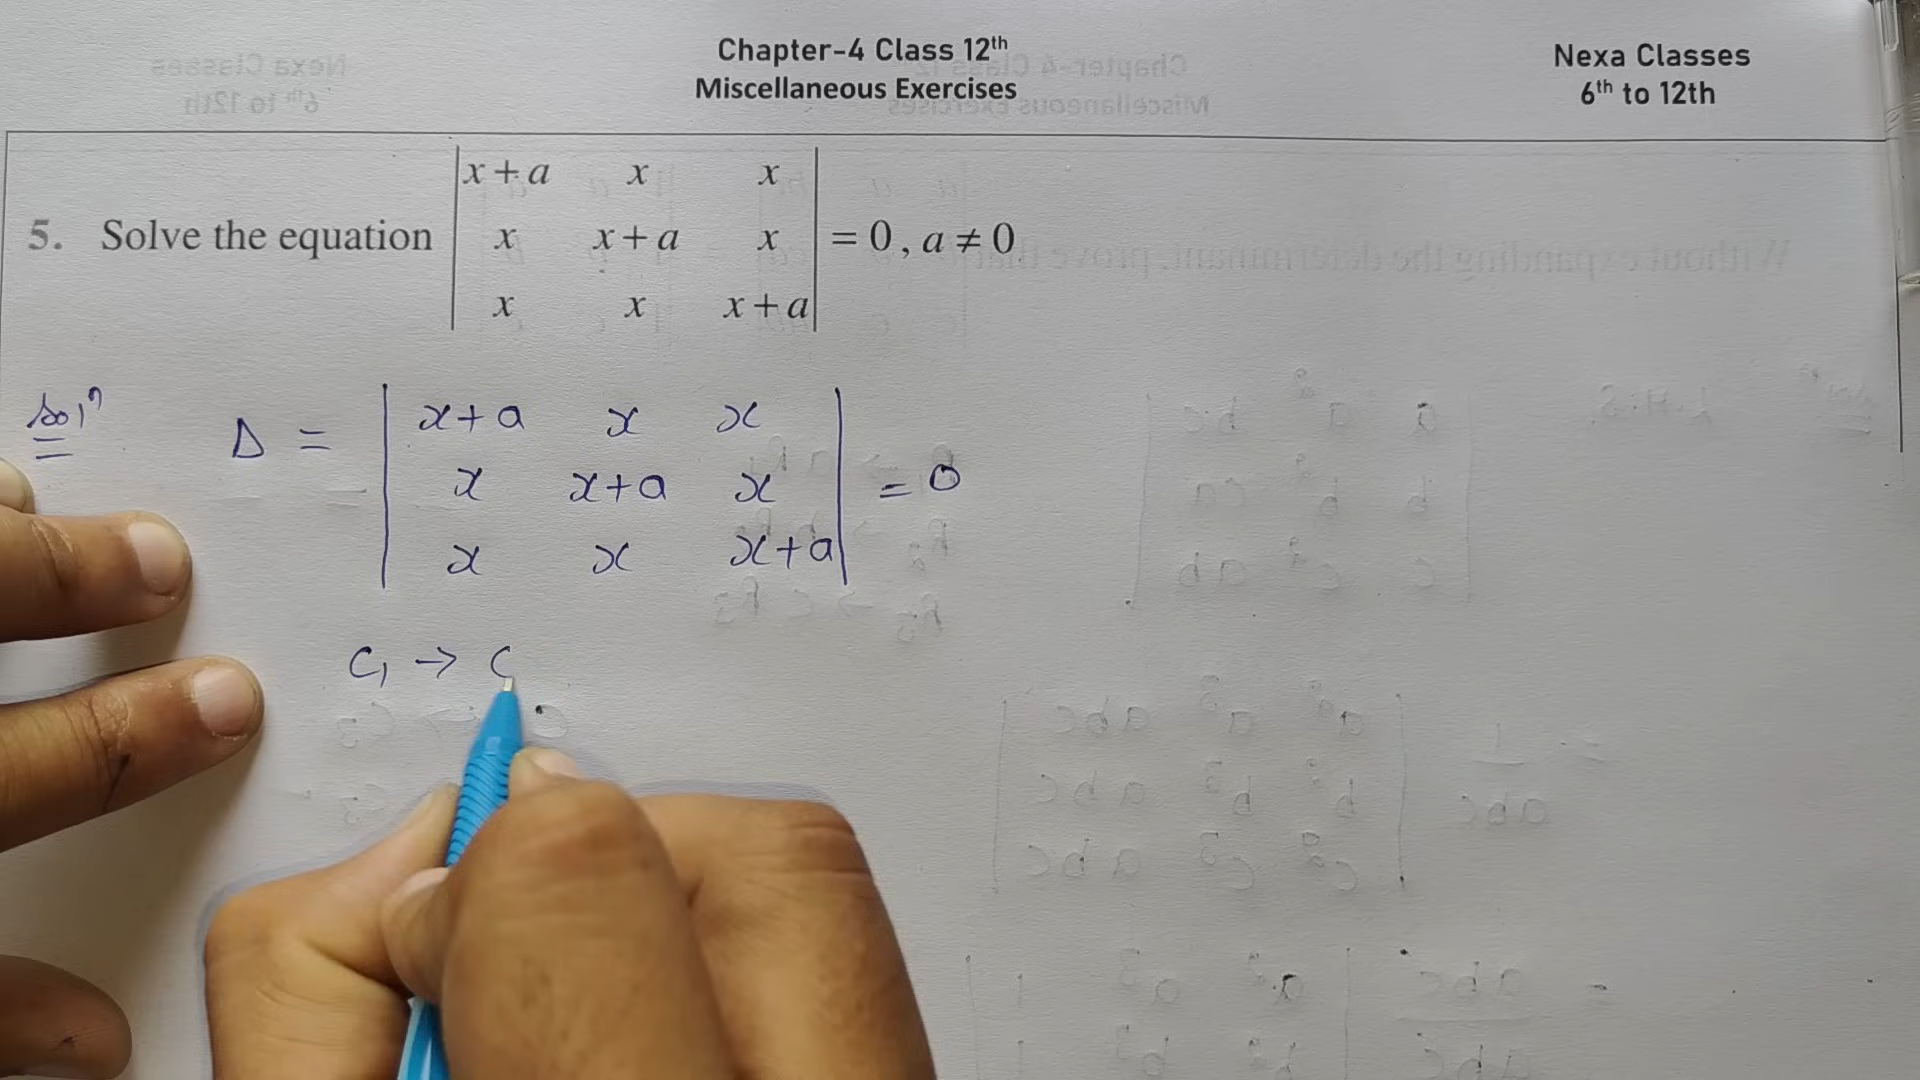 Chapter-4 Class 12th
Miscellaneous Exercises
Nexa Classes
6th to 12th
5. Solve the equation | x+a x x |
| x x+a x | = 0, a ≠ 0
| x x x+a |
Solⁿ
Δ = | x+a x x |
| x x+a x | = 0
| x x x+a |
C₁ → C